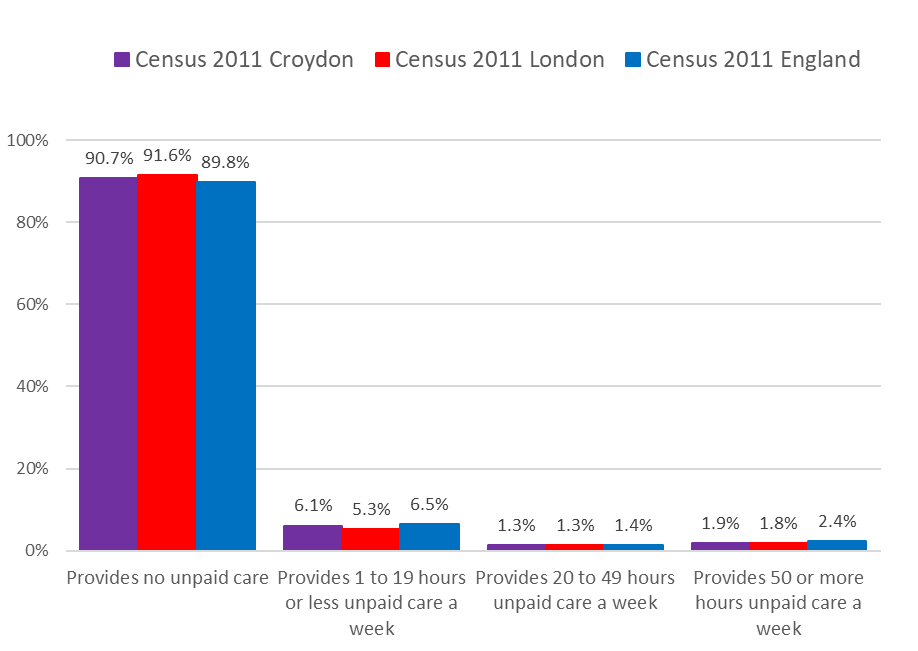 Census 2011 Croydon Census 2011 London Census 2011 England
100%
80%
60%
40%
20%
0%
90.7% 91.6% 89.8%
6.1% 5.3% 6.5%
1.3% 1.3% 1.4%
1.9% 1.8% 2.4%
Provides no unpaid care
Provides 1 to 19 hours
or less unpaid care a
week
Provides 20 to 49 hours
unpaid care a week
Provides 50 or more
hours unpaid care a
week